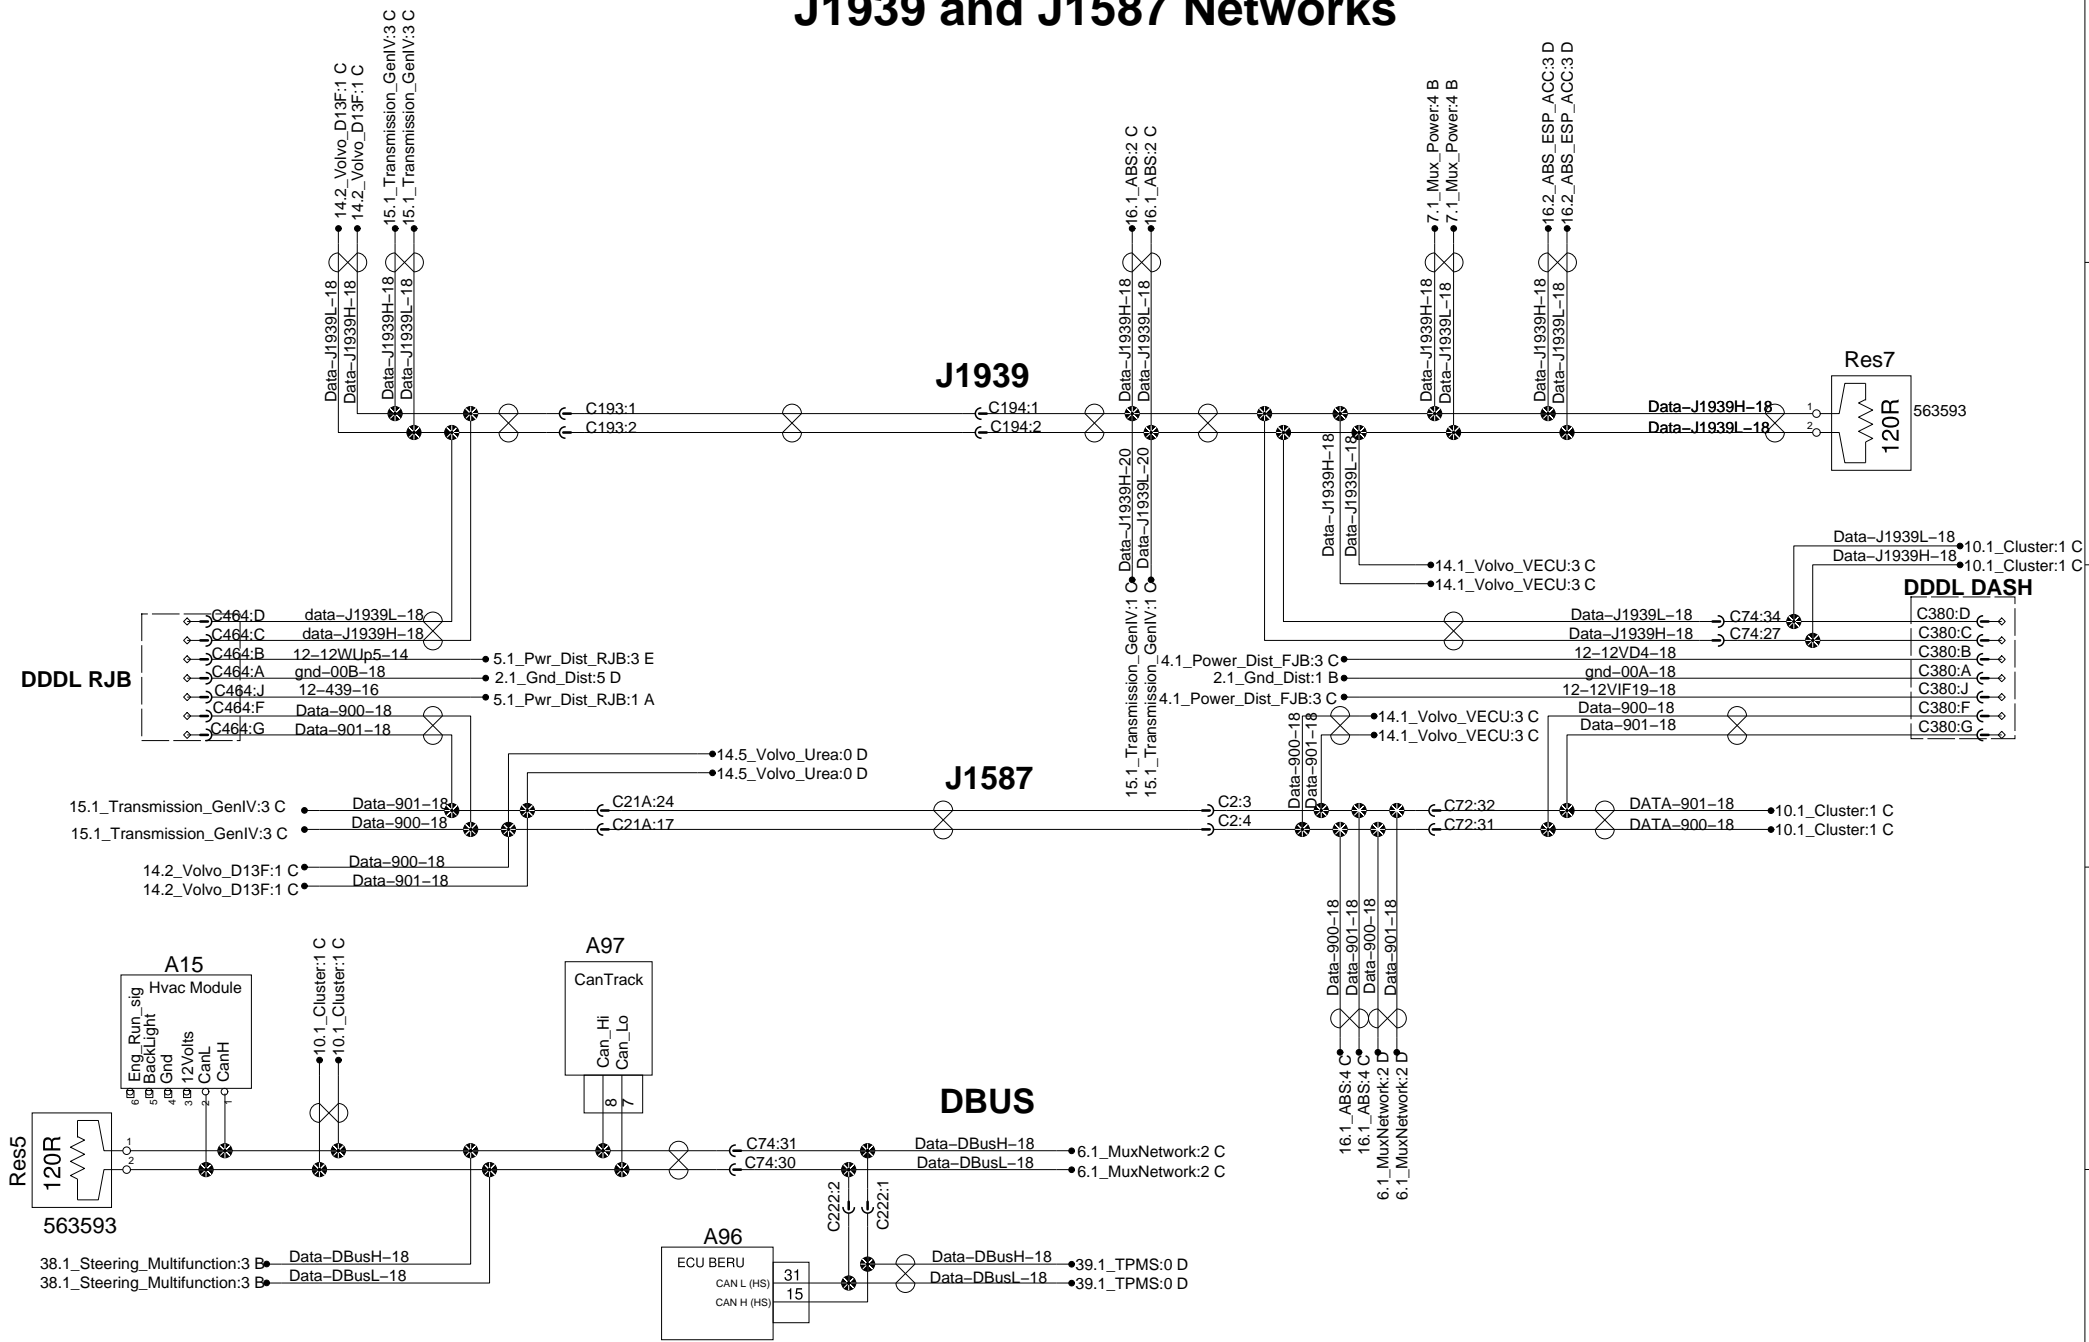 J1939 and J1587 Networks
14.2_Volvo_D13F:1 C
14.2_Volvo_D13F:1 C
15.1_Transmission_GenIV:3 C
15.1_Transmission_GenIV:3 C
16.1_ABS:2 C
16.1_ABS:2 C
7.1_Mux_Power:4 B
7.1_Mux_Power:4 B
16.2_ABS_ESP_ACC:3 D
16.2_ABS_ESP_ACC:3 D
Data-J1939L-18
Data-J1939H-18
Data-J1939H-18
Data-J1939L-18
Data-J1939H-18
Data-J1939L-18
Data-J1939H-18
Data-J1939L-18
Data-J1939H-18
Data-J1939L-18
J1939
Res7
C193:1
C194:1
Data-J1939H-18
1
563593
C193:2
C194:2
Data-J1939L-18
2
120R
Data-J1939H-20
Data-J1939L-20
Data-J1939H-18
Data-J1939L-18
Data-J1939L-18
10.1_Cluster:1 C
Data-J1939H-18
10.1_Cluster:1 C
14.1_Volvo_VECU:3 C
14.1_Volvo_VECU:3 C
15.1_Transmission_GenIV:1 C
15.1_Transmission_GenIV:1 C
DDDL DASH
DDDL RJB
C464:D
data-J1939L-18
C464:C
data-J1939H-18
C464:B
12-12WUp5-14
5.1_Pwr_Dist_RJB:3 E
C464:A
gnd-00B-18
2.1_Gnd_Dist:5 D
C464:J
12-439-16
5.1_Pwr_Dist_RJB:1 A
C464:F
Data-900-18
C464:G
Data-901-18
Data-J1939L-18
C74:34
C380:D
Data-J1939H-18
C74:27
C380:C
4.1_Power_Dist_FJB:3 C
12-12VD4-18
C380:B
2.1_Gnd_Dist:1 B
gnd-00A-18
C380:A
4.1_Power_Dist_FJB:3 C
12-12VIF19-18
C380:J
14.1_Volvo_VECU:3 C
Data-900-18
C380:F
14.1_Volvo_VECU:3 C
Data-901-18
C380:G
Data-900-18
Data-901-18
14.5_Volvo_Urea:0 D
14.5_Volvo_Urea:0 D
J1587
15.1_Transmission_GenIV:3 C
Data-901-18
C21A:24
C2:3
C72:32
DATA-901-18
10.1_Cluster:1 C
15.1_Transmission_GenIV:3 C
Data-900-18
C21A:17
C2:4
C72:31
DATA-900-18
10.1_Cluster:1 C
14.2_Volvo_D13F:1 C
Data-900-18
14.2_Volvo_D13F:1 C
Data-901-18
Data-900-18
Data-901-18
Data-900-18
Data-901-18
16.1_ABS:4 C
16.1_ABS:4 C
6.1_MuxNetwork:2 D
6.1_MuxNetwork:2 D
A15
Hvac Module
Eng_Run_sig
BackLight
Gnd
12Volts
CanL
CanH
6
5
4
3
2
1
10.1_Cluster:1 C
10.1_Cluster:1 C
A97
CanTrack
Can_Hi
Can_Lo
8
7
DBUS
Res5
120R
1
2
563593
C74:31
Data-DBusH-18
6.1_MuxNetwork:2 C
C74:30
Data-DBusL-18
6.1_MuxNetwork:2 C
C222:2
C222:1
38.1_Steering_Multifunction:3 B
Data-DBusH-18
38.1_Steering_Multifunction:3 B
Data-DBusL-18
A96
ECU BERU
CAN L (HS)
31
CAN H (HS)
15
Data-DBusH-18
39.1_TPMS:0 D
Data-DBusL-18
39.1_TPMS:0 D